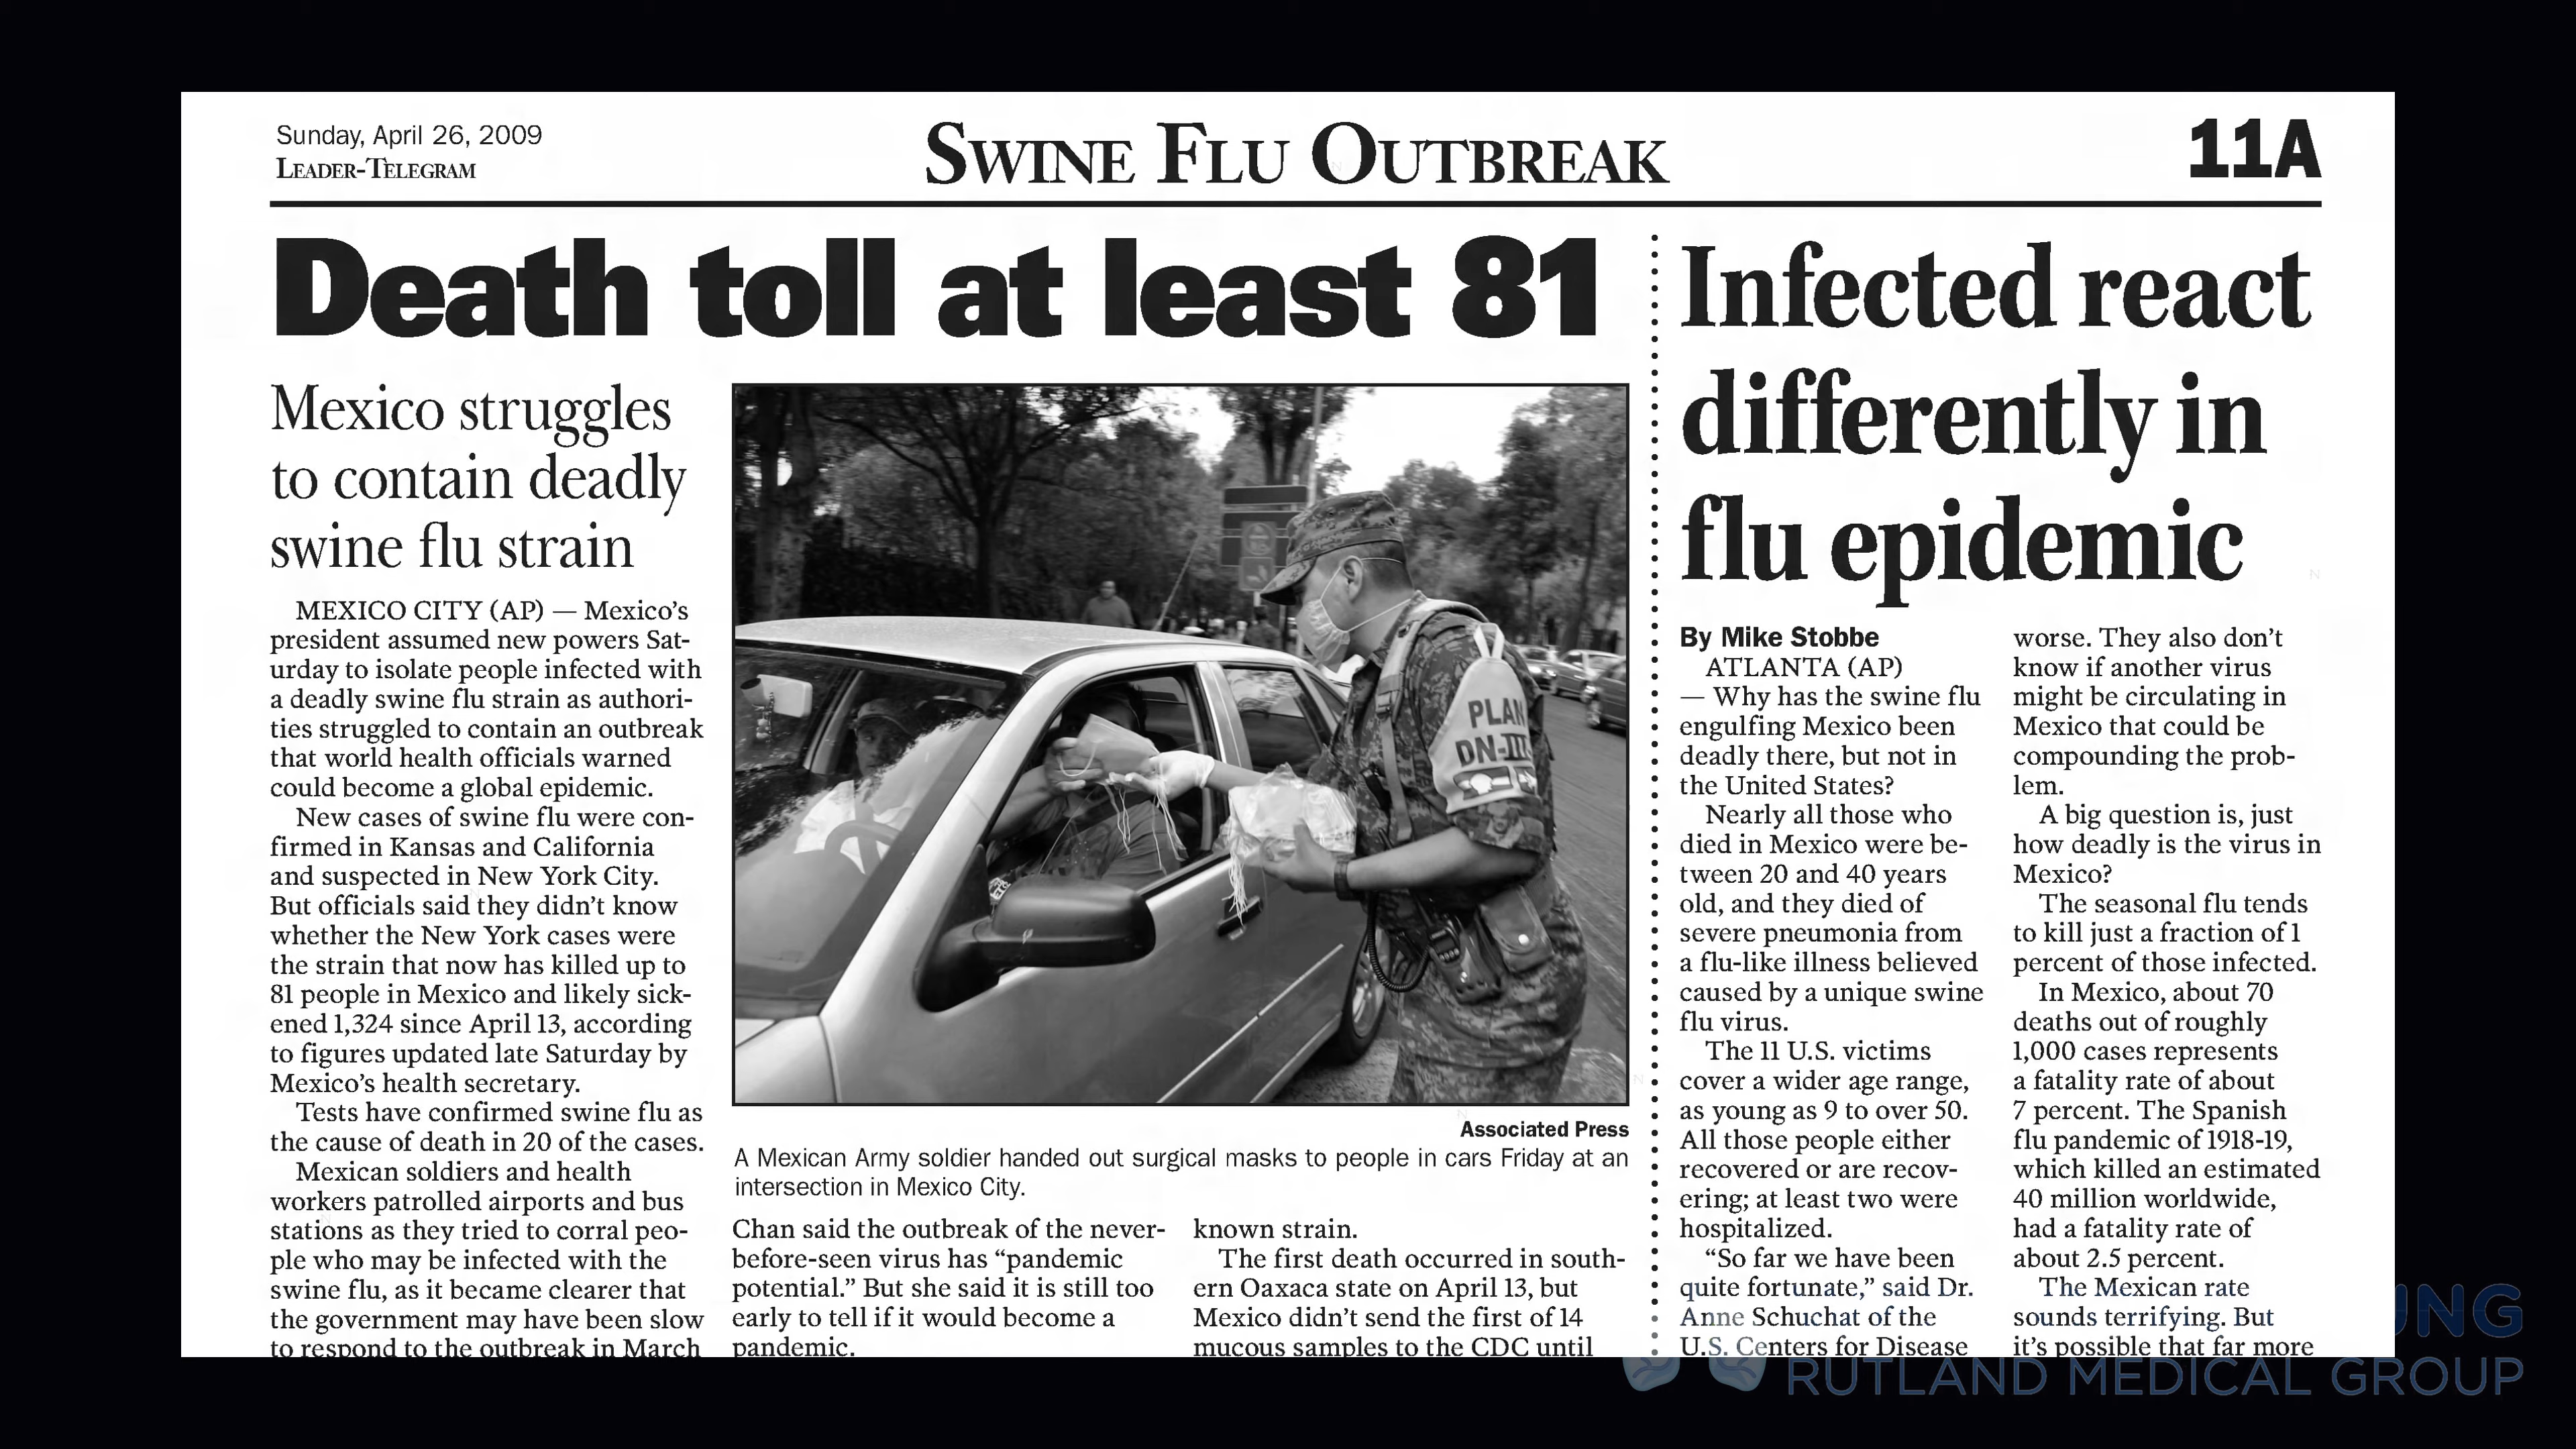 Sunday, April 26, 2009
LEADER-TELEGRAM
SWINE FLU OUTBREAK
11A
Death toll at least 81
Mexico struggles
to contain deadly
swine flu strain
MEXICO CITY (AP) — Mexico's
president assumed new powers Sat-
urday to isolate people infected with
a deadly swine flu strain as authori-
ties struggled to contain an outbreak
that world health officials warned
could become a global epidemic.
New cases of swine flu were con-
firmed in Kansas and California
and suspected in New York City.
But officials said they didn't know
whether the New York cases were
the strain that now has killed up to
81 people in Mexico and likely sick-
ened 1,324 since April 13, according
to figures updated late Saturday by
Mexico's health secretary.
Tests have confirmed swine flu as
the cause of death in 20 of the cases.
Mexican soldiers and health
workers patrolled airports and bus
stations as they tried to corral peo-
ple who may be infected with the
swine flu, as it became clearer that
the government may have been slow
to respond to the outbreak in March
PLAN
DN-III
Associated Press
A Mexican Army soldier handed out surgical masks to people in cars Friday at an
intersection in Mexico City.
Chan said the outbreak of the never-
before-seen virus has “pandemic
potential.” But she said it is still too
early to tell if it would become a
pandemic.
known strain.
The first death occurred in south-
ern Oaxaca state on April 13, but
Mexico didn't send the first of 14
mucous samples to the CDC until
Infected react
differently in
flu epidemic
By Mike Stobbe
ATLANTA (AP)
— Why has the swine flu
engulfing Mexico been
deadly there, but not in
the United States?
Nearly all those who
died in Mexico were be-
tween 20 and 40 years
old, and they died of
severe pneumonia from
a flu-like illness believed
caused by a unique swine
flu virus.
The 11 U.S. victims
cover a wider age range,
as young as 9 to over 50.
All those people either
recovered or are recov-
ering; at least two were
hospitalized.
“So far we have been
quite fortunate,” said Dr.
Anne Schuchat of the
U.S. Centers for Disease
worse. They also don't
know if another virus
might be circulating in
Mexico that could be
compounding the prob-
lem.
A big question is, just
how deadly is the virus in
Mexico?
The seasonal flu tends
to kill just a fraction of 1
percent of those infected.
In Mexico, about 70
deaths out of roughly
1,000 cases represents
a fatality rate of about
7 percent. The Spanish
flu pandemic of 1918-19,
which killed an estimated
40 million worldwide,
had a fatality rate of
about 2.5 percent.
The Mexican rate
sounds terrifying. But
it's possible that far more
RUTLAND MEDICAL GROUP